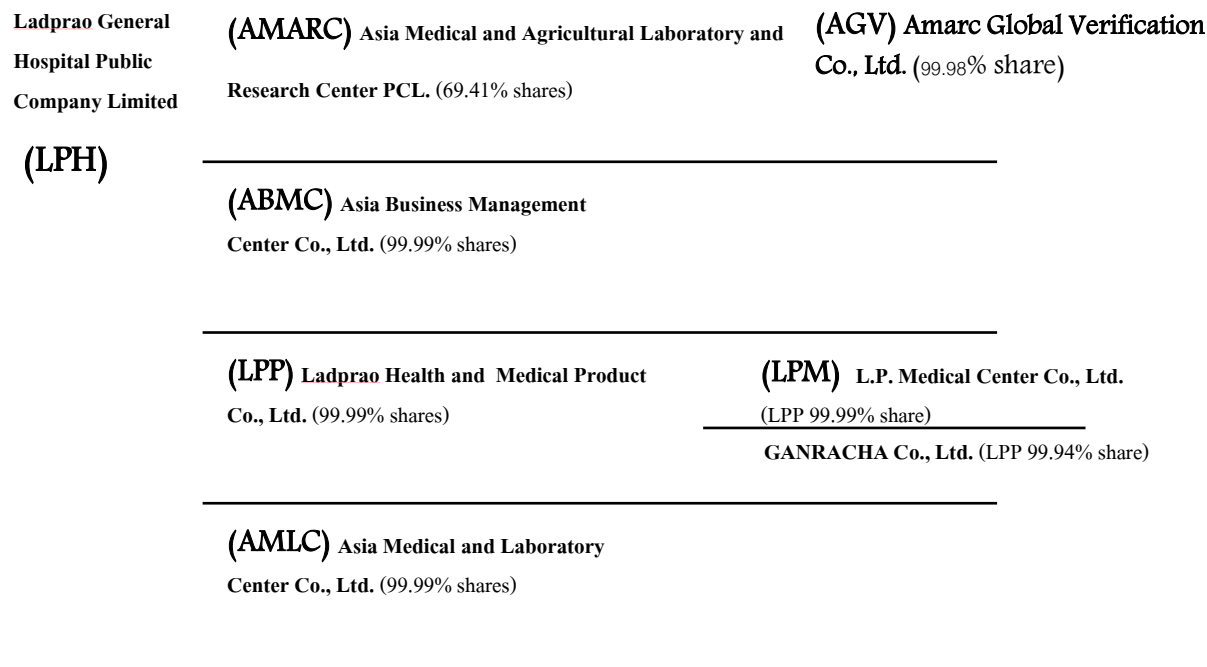 Ladprao General
Hospital Public
Company Limited
(LPH)
(AMARC) Asia Medical and Agricultural Laboratory and
Research Center PCL. (69.41% shares)
(AGV) Amarc Global Verification
Co., Ltd. (99.98% share)
(ABMC) Asia Business Management
Center Co., Ltd. (99.99% shares)
(LPP) Ladprao Health and Medical Product
Co., Ltd. (99.99% shares)
(LPM) L.P. Medical Center Co., Ltd.
(LPP 99.99% share)
GANRACHA Co., Ltd. (LPP 99.94% share)
(AMLC) Asia Medical and Laboratory
Center Co., Ltd. (99.99% shares)